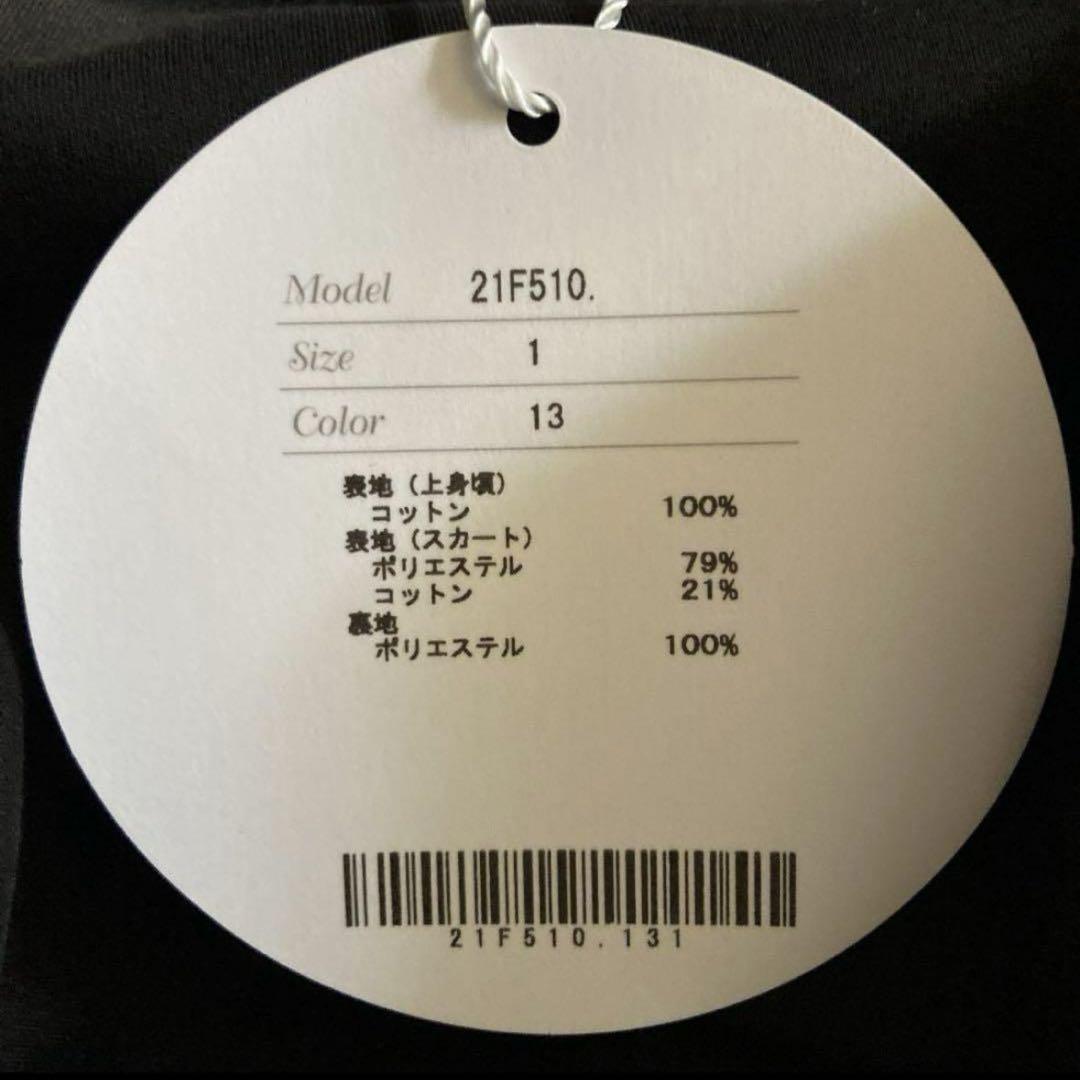 Model 21F510.
Size 1
Color 13
表地（上身頃）
コットン 100%
表地（スカート）
ポリエステル 79%
コットン 21%
裏地
ポリエステル 100%
21F510.131